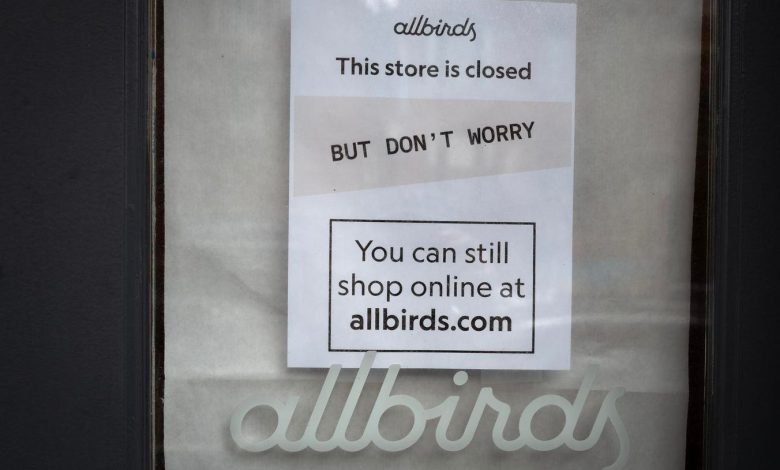 allbirds
This store is closed
BUT DON'T WORRY
You can still
shop online at
allbirds.com
allbirds